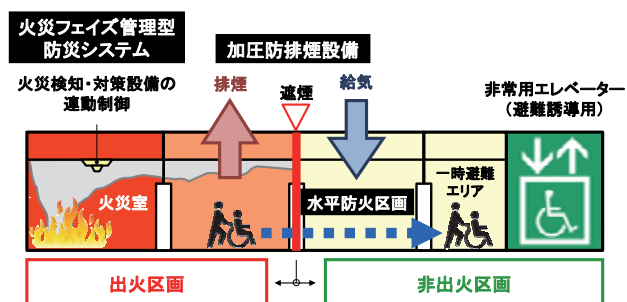 火災フェイズ管理型
防災システム
加圧防排煙設備
火災検知・対策設備の
連動制御
排煙
遮煙
給気
非常用エレベーター
（避難誘導用）
火災室
水平防火区画
一時避難
エリア
出火区画
非出火区画